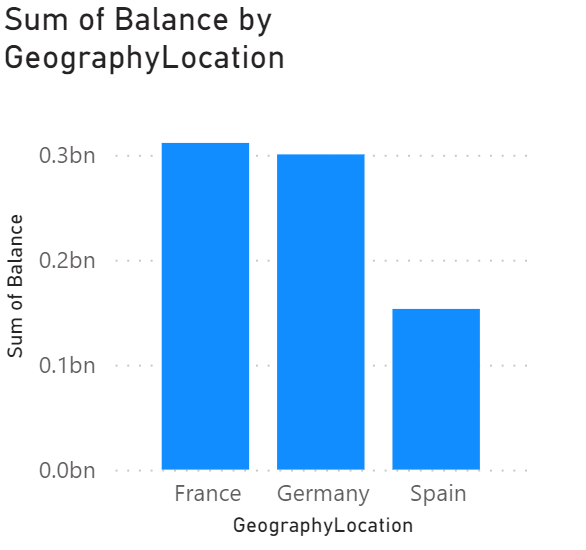 Sum of Balance by
GeographyLocation
Sum of Balance
0.3bn
0.2bn
0.1bn
0.0bn
France Germany Spain
GeographyLocation